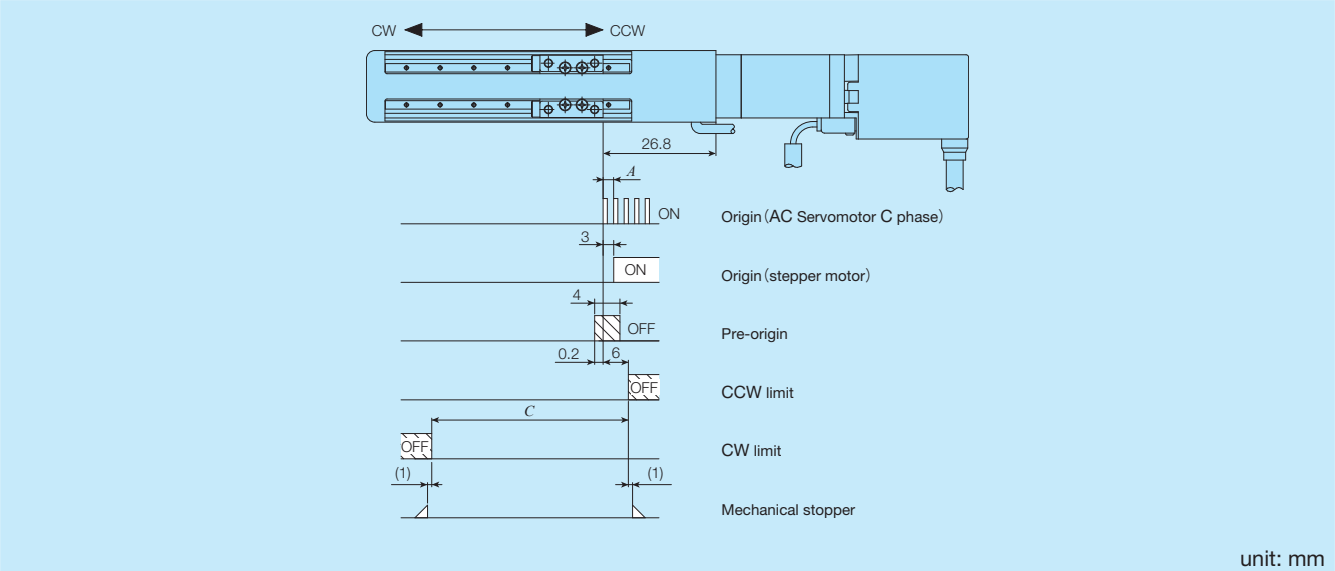 CW CCW
26.8
A
ON Origin (AC Servomotor C phase)
3
ON Origin (stepper motor)
4
OFF Pre-origin
0.2 6
OFF CCW limit
C
OFF CW limit
(1) (1)
Mechanical stopper
unit: mm